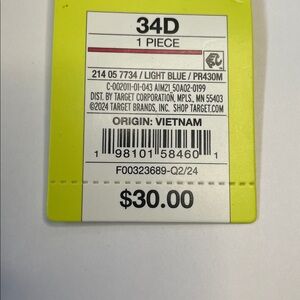 34D
1 PIECE
214 05 7734 / LIGHT BLUE / PR430M
C-002011-01-043 AIM21_50A02-0199
DIST. BY TARGET CORPORATION, MPLS., MN 55403
©2024 TARGET BRANDS, INC. SHOP TARGET.COM
ORIGIN: VIETNAM
1 98101 58460 1
F00323689-Q2/24
$30.00